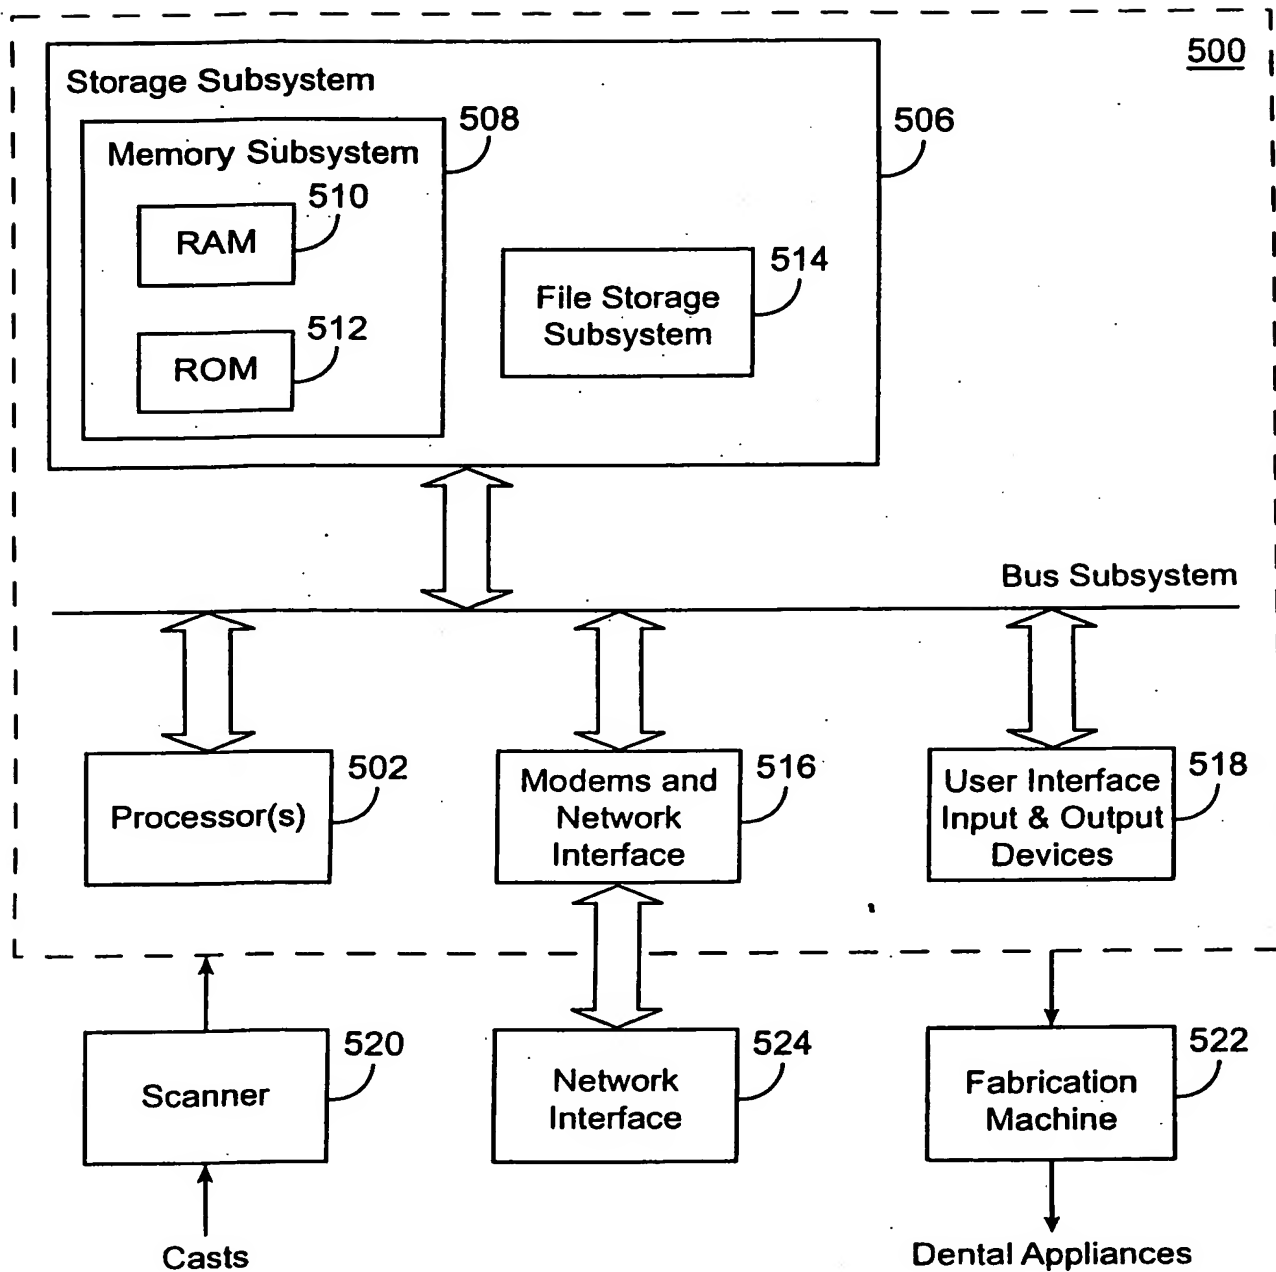 500
Storage Subsystem
508
506
Memory Subsystem
510
RAM
514
File Storage
Subsystem
512
ROM
Bus Subsystem
502
Processor(s)
516
Modems and
Network
Interface
518
User Interface
Input & Output
Devices
520
Scanner
524
Network
Interface
522
Fabrication
Machine
Casts
Dental Appliances